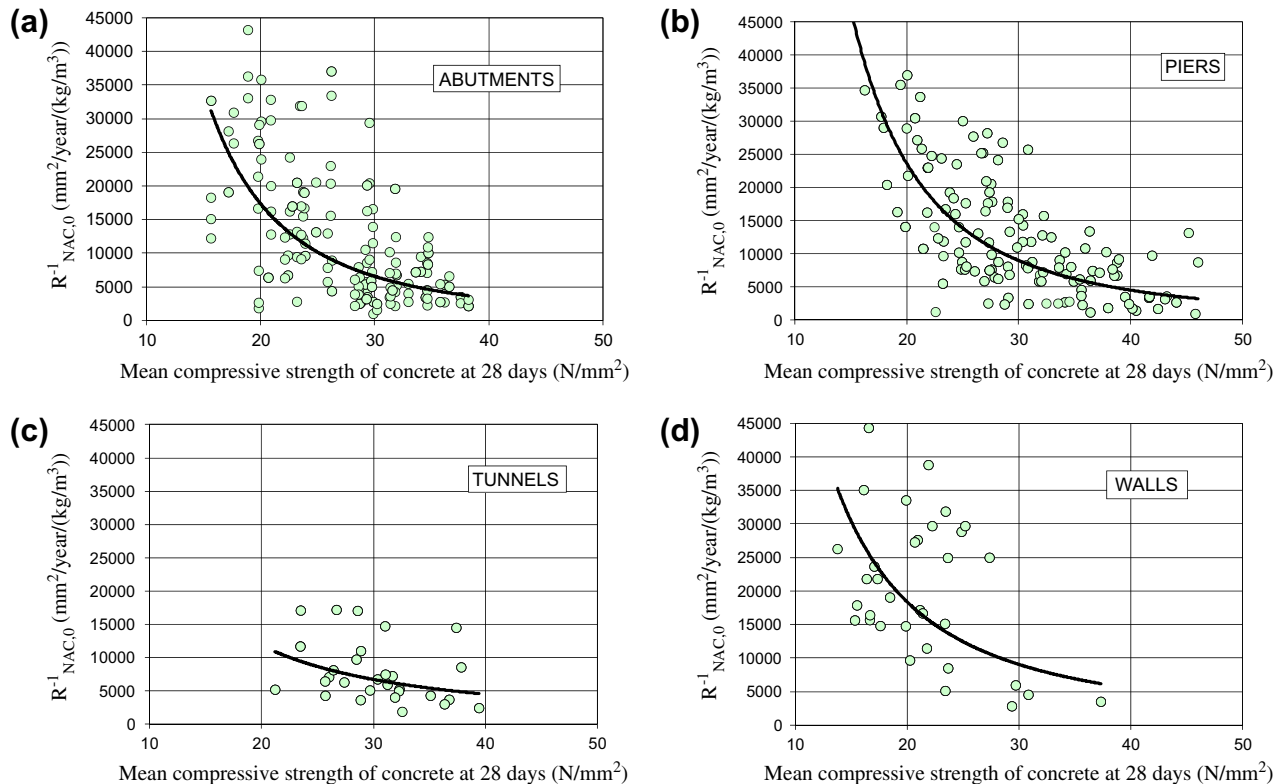 (a)
R⁻¹NAC,0 (mm²/year/(kg/m³))
45000
40000
35000
30000
25000
20000
15000
10000
5000
0
ABUTMENTS
10 20 30 40 50
Mean compressive strength of concrete at 28 days (N/mm²)
(b)
R⁻¹NAC,0 (mm²/year/(kg/m³))
45000
40000
35000
30000
25000
20000
15000
10000
5000
0
PIERS
10 20 30 40 50
Mean compressive strength of concrete at 28 days (N/mm²)
(c)
R⁻¹NAC,0 (mm²/year/(kg/m³))
45000
40000
35000
30000
25000
20000
15000
10000
5000
0
TUNNELS
10 20 30 40 50
Mean compressive strength of concrete at 28 days (N/mm²)
(d)
R⁻¹NAC,0 (mm²/year/(kg/m³))
45000
40000
35000
30000
25000
20000
15000
10000
5000
0
WALLS
10 20 30 40 50
Mean compressive strength of concrete at 28 days (N/mm²)